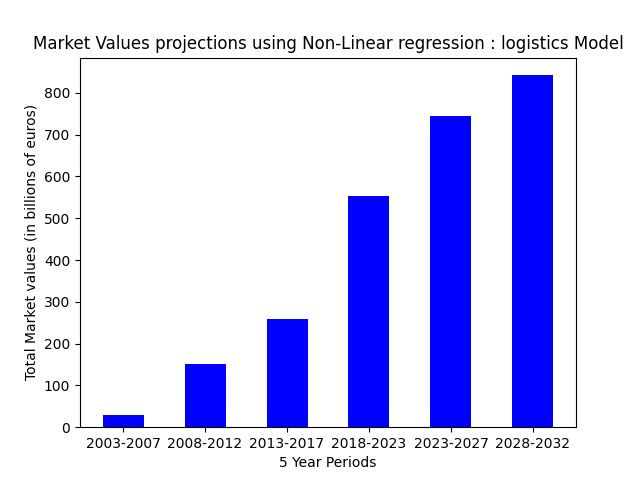 Market Values projections using Non-Linear regression : logistics Model
Total Market values (in billions of euros)
800
700
600
500
400
300
200
100
0
2003-2007 2008-2012 2013-2017 2018-2023 2023-2027 2028-2032
5 Year Periods